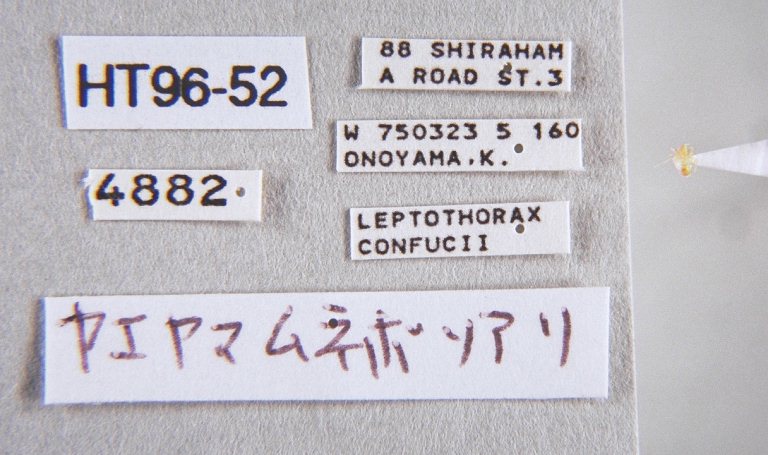 HT96-52
4882
88 SHIRAHAM
A ROAD ST.3
W 750323 5 160
ONOYAMA.K.
LEPTOTHORAX
CONFUCII
ヤエヤマムネボソアリ